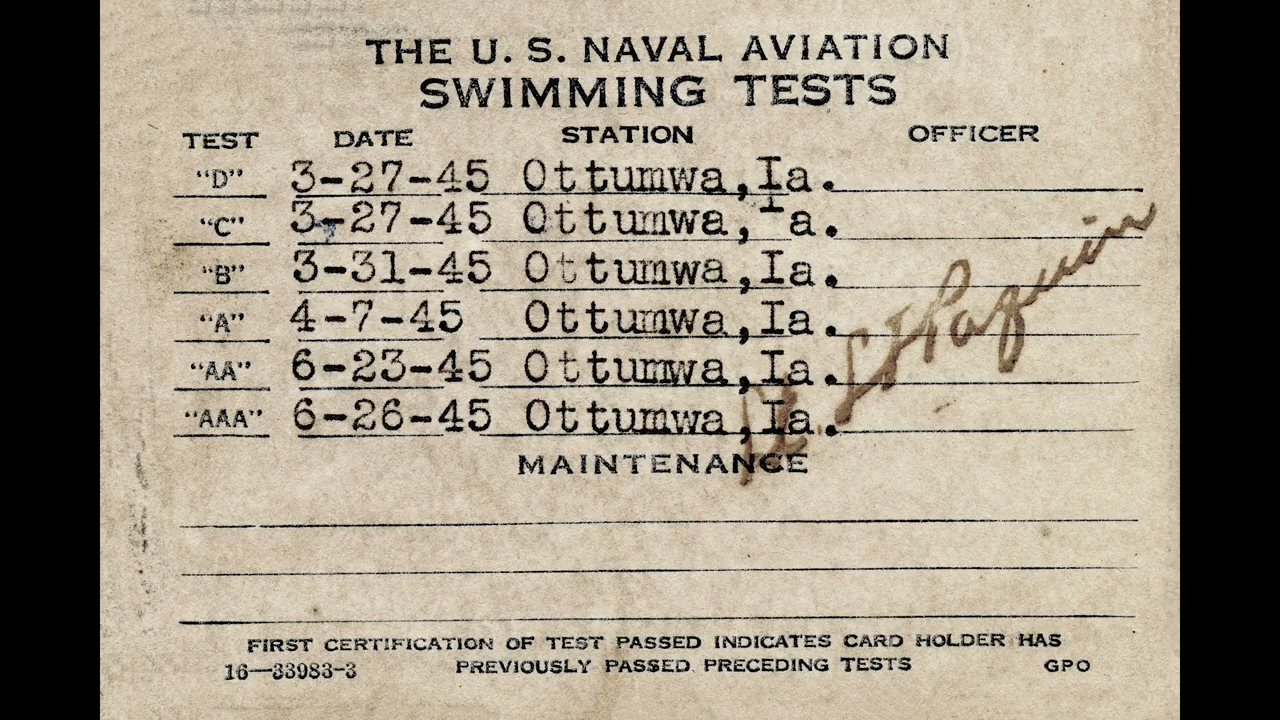 THE U. S. NAVAL AVIATION
SWIMMING TESTS
TEST DATE STATION OFFICER
"D" 3-27-45 Ottumwa,Ia.
"C" 3-27-45 Ottumwa,Ia.
"B" 3-31-45 Ottumwa,Ia.
"A" 4-7-45 Ottumwa,Ia.
"AA" 6-23-45 Ottumwa,Ia.
"AAA" 6-26-45 Ottumwa,Ia.
MAINTENANCE
FIRST CERTIFICATION OF TEST PASSED INDICATES CARD HOLDER HAS
16—33983-3 PREVIOUSLY PASSED PRECEDING TESTS GPO